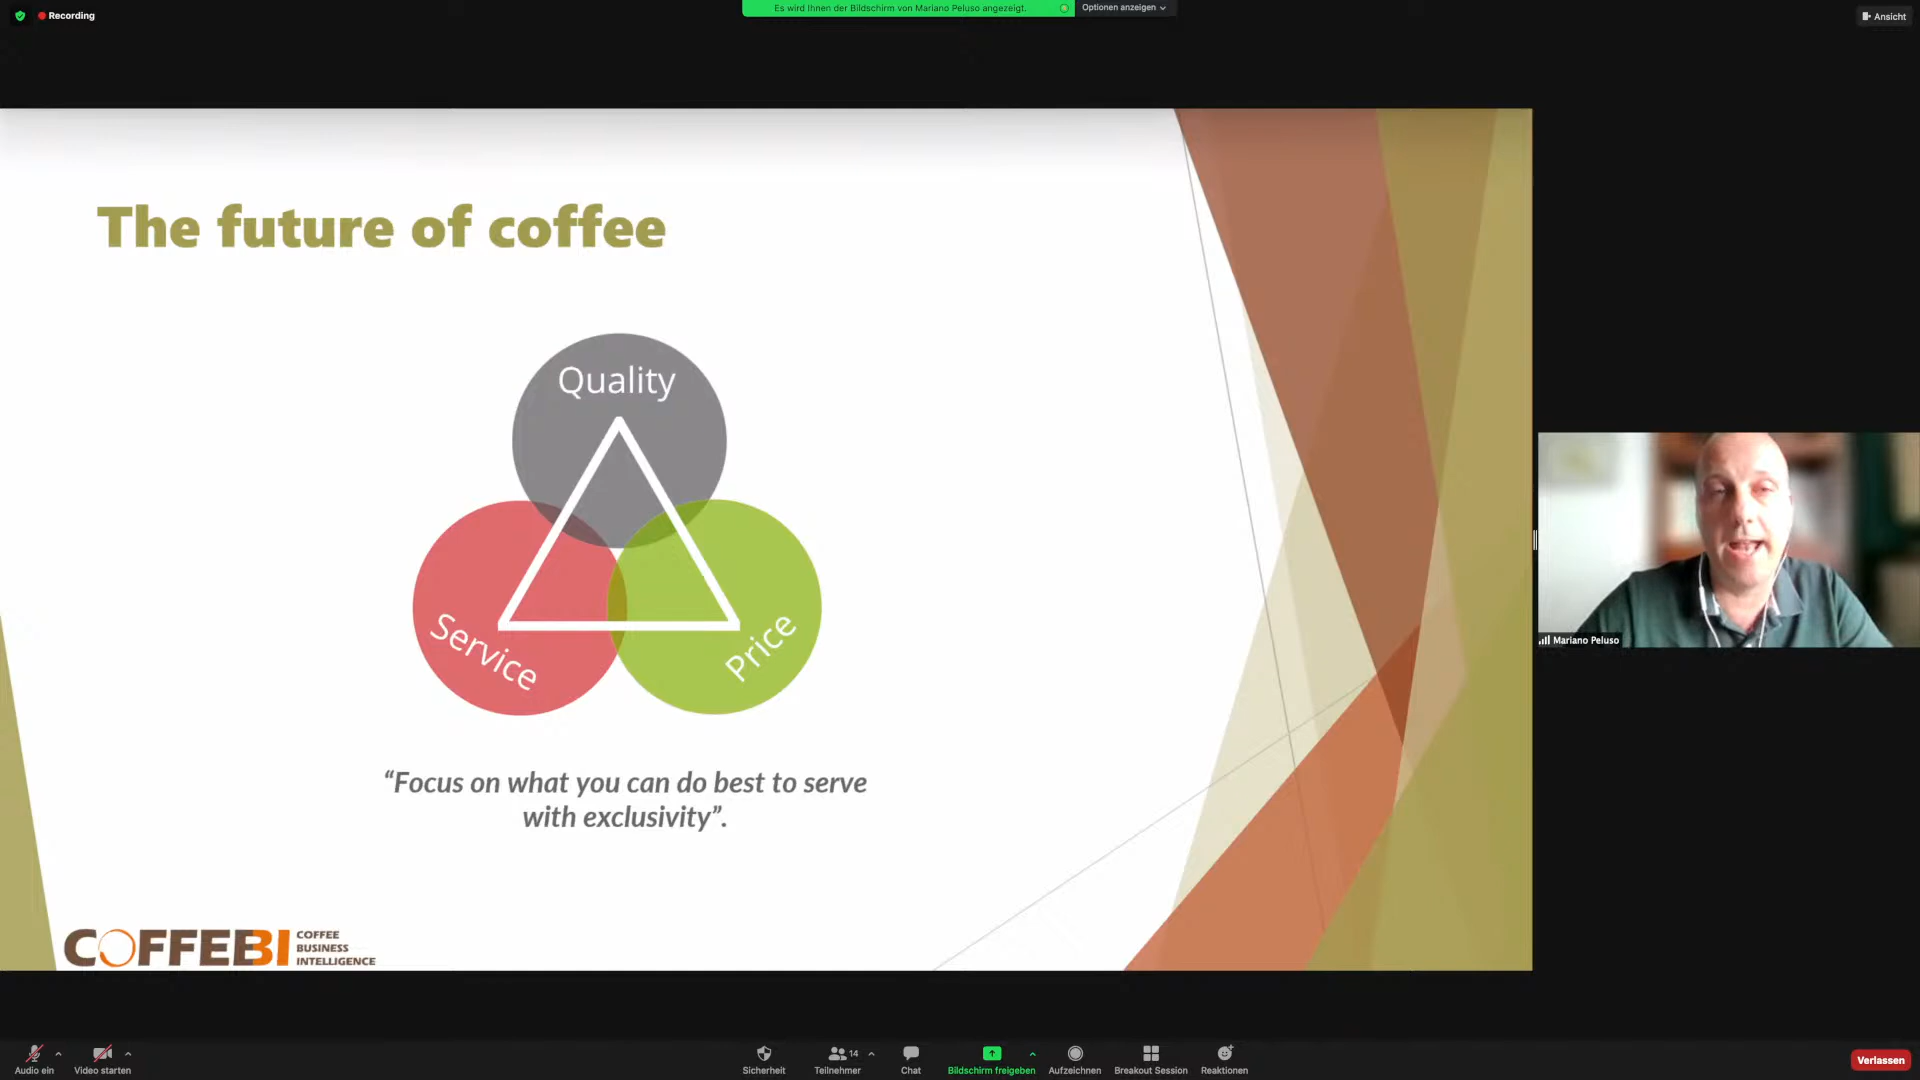 Recording
Es wird Ihnen der Bildschirm von Mariano Peluso angezeigt.
Optionen anzeigen
Ansicht
The future of coffee
Quality
Service
Price
“Focus on what you can do best to serve
with exclusivity”.
COFFEEBI
COFFEE
BUSINESS
INTELLIGENCE
Mariano Peluso
Audio ein
Video starten
Sicherheit
14
Teilnehmer
Chat
Bildschirm freigeben
Aufzeichnen
Breakout Session
Reaktionen
Verlassen